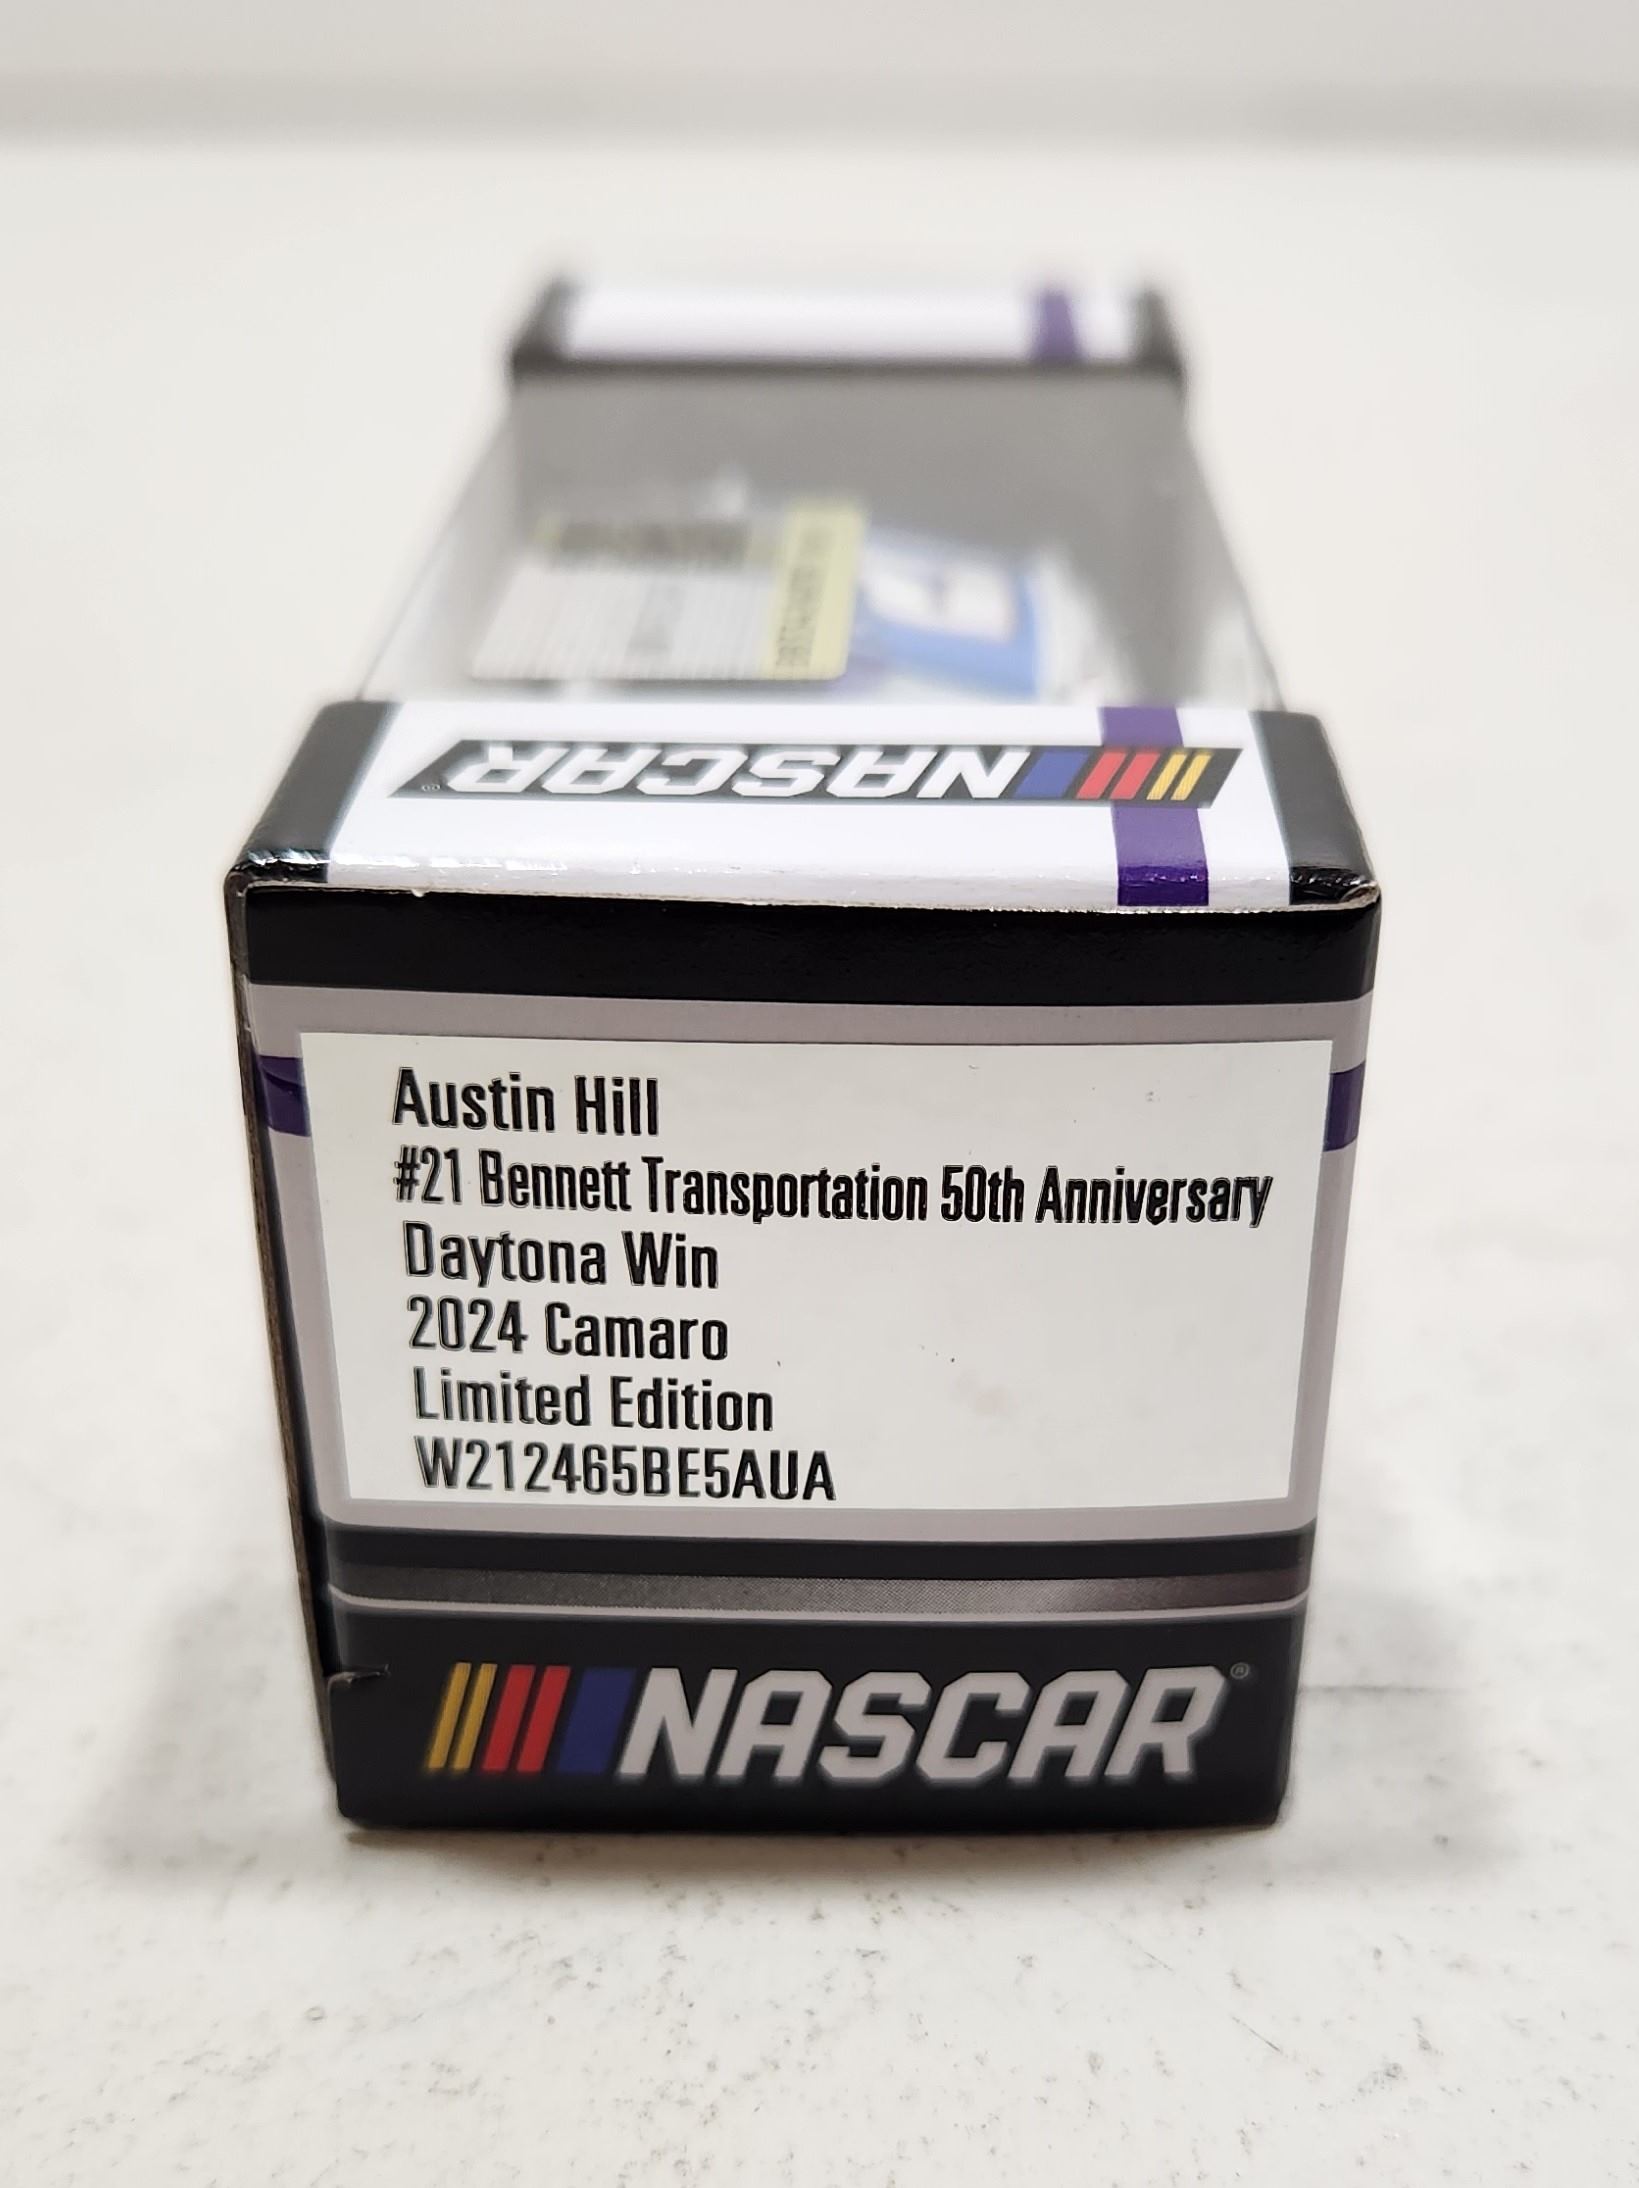 NASCAR®
Austin Hill
#21 Bennett Transportation 50th Anniversary
Daytona Win
2024 Camaro
Limited Edition
W212465BE5AUA
NASCAR®